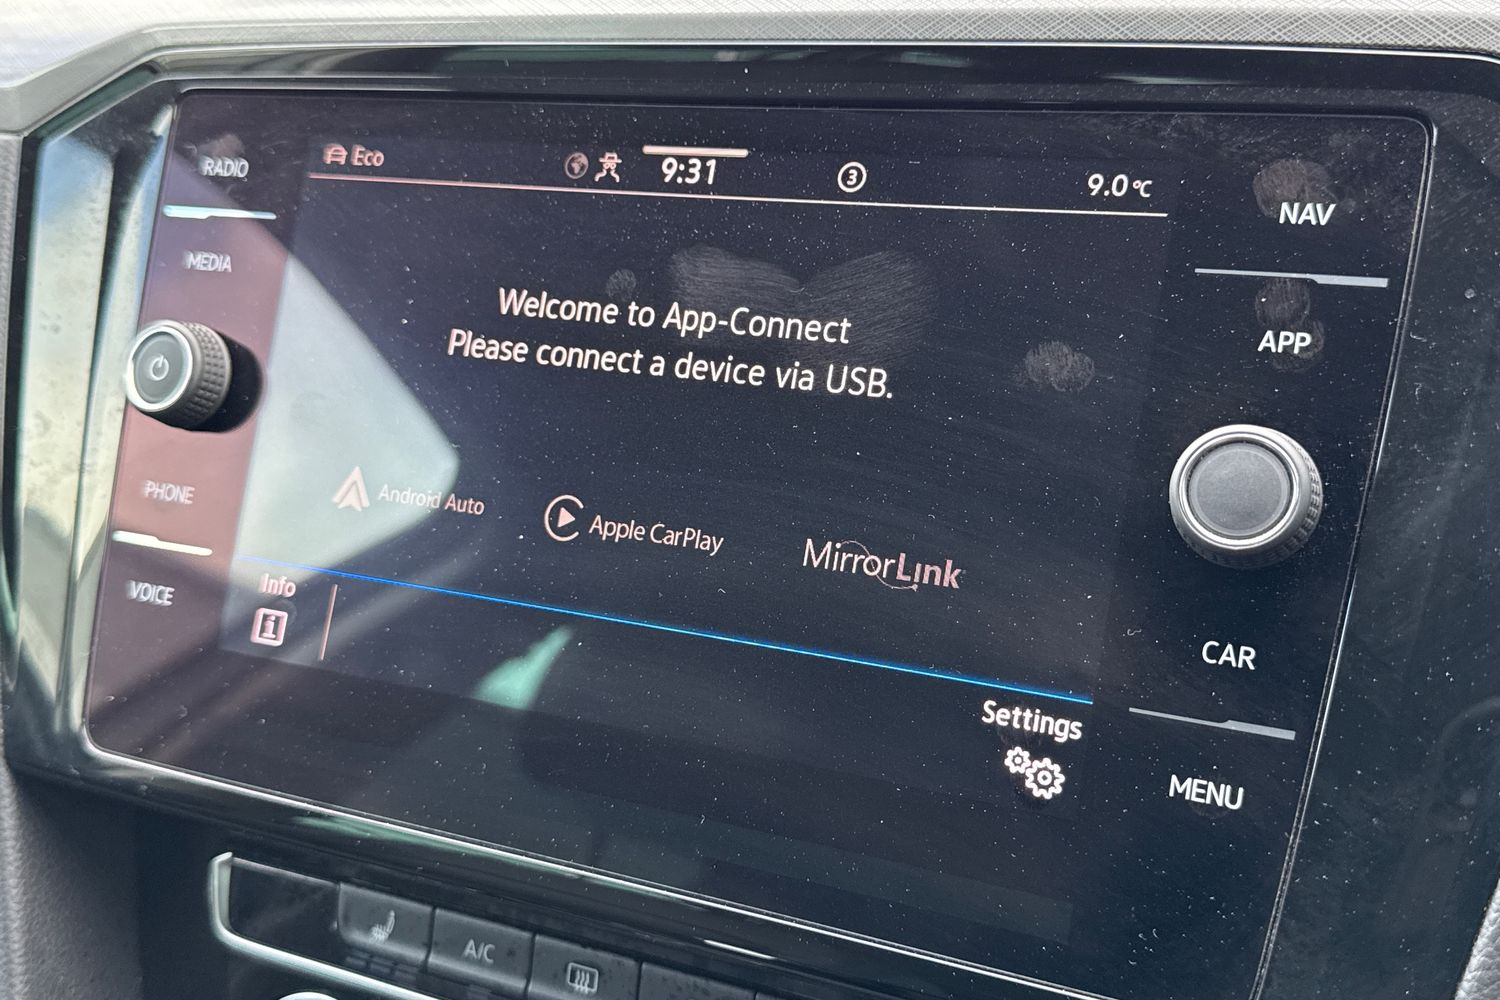 RADIO
MEDIA
PHONE
VOICE
Eco
9:31
3
9.0°C
Welcome to App-Connect
Please connect a device via USB.
Android Auto
Apple CarPlay
MirrorLink
Info
i
Settings
NAV
APP
CAR
MENU
A/C